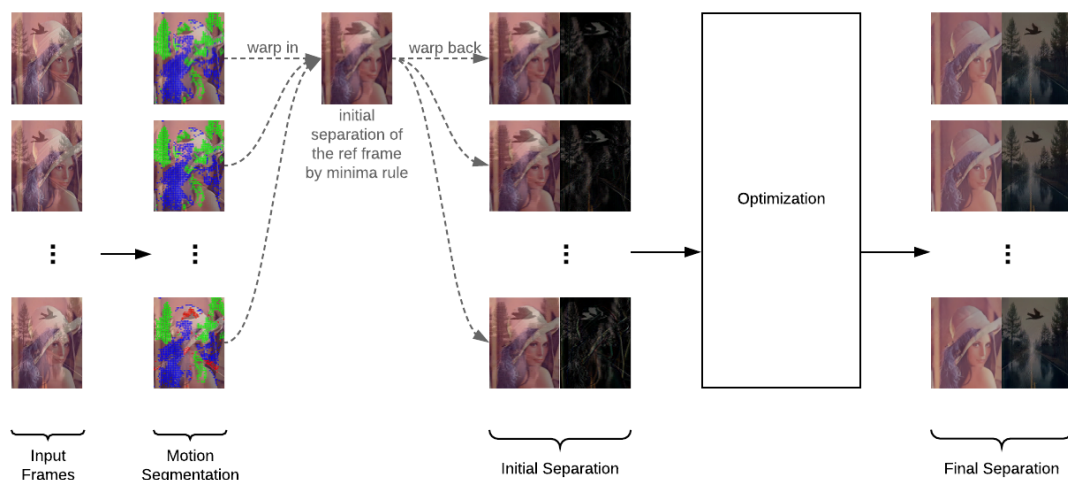 warp in
warp back
initial
separation of
the ref frame
by minima rule
Optimization
Input
Frames
Motion
Segmentation
Initial Separation
Final Separation